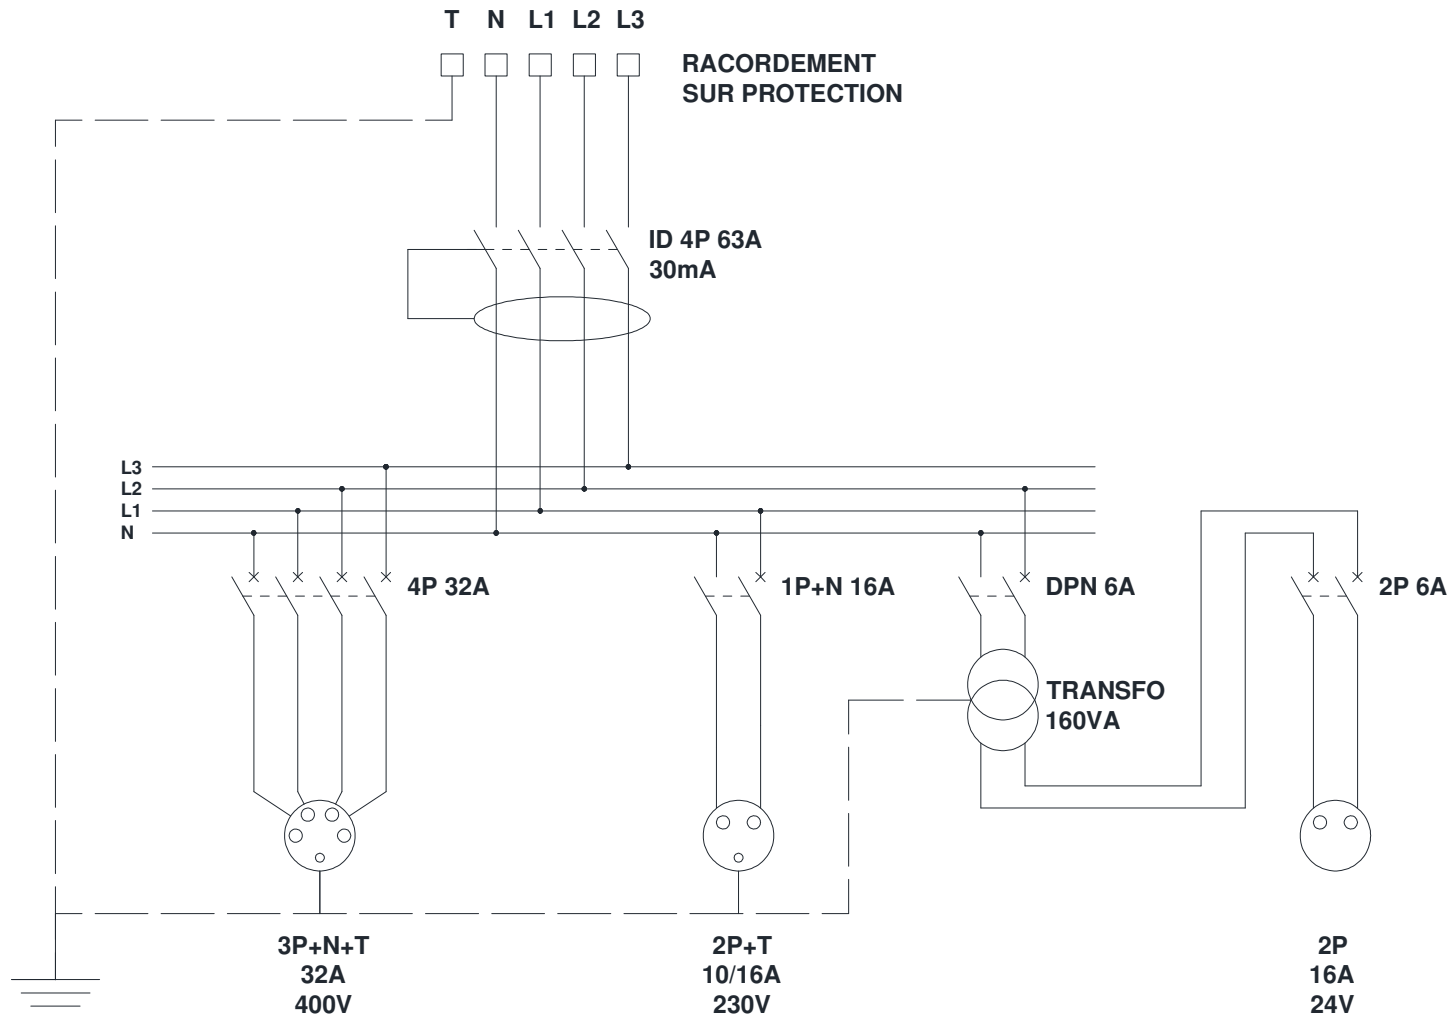 T N L1 L2 L3
RACORDEMENT
SUR PROTECTION
ID 4P 63A
30mA
L3
L2
L1
N
4P 32A
1P+N 16A
DPN 6A
2P 6A
TRANSFO
160VA
3P+N+T
32A
400V
2P+T
10/16A
230V
2P
16A
24V